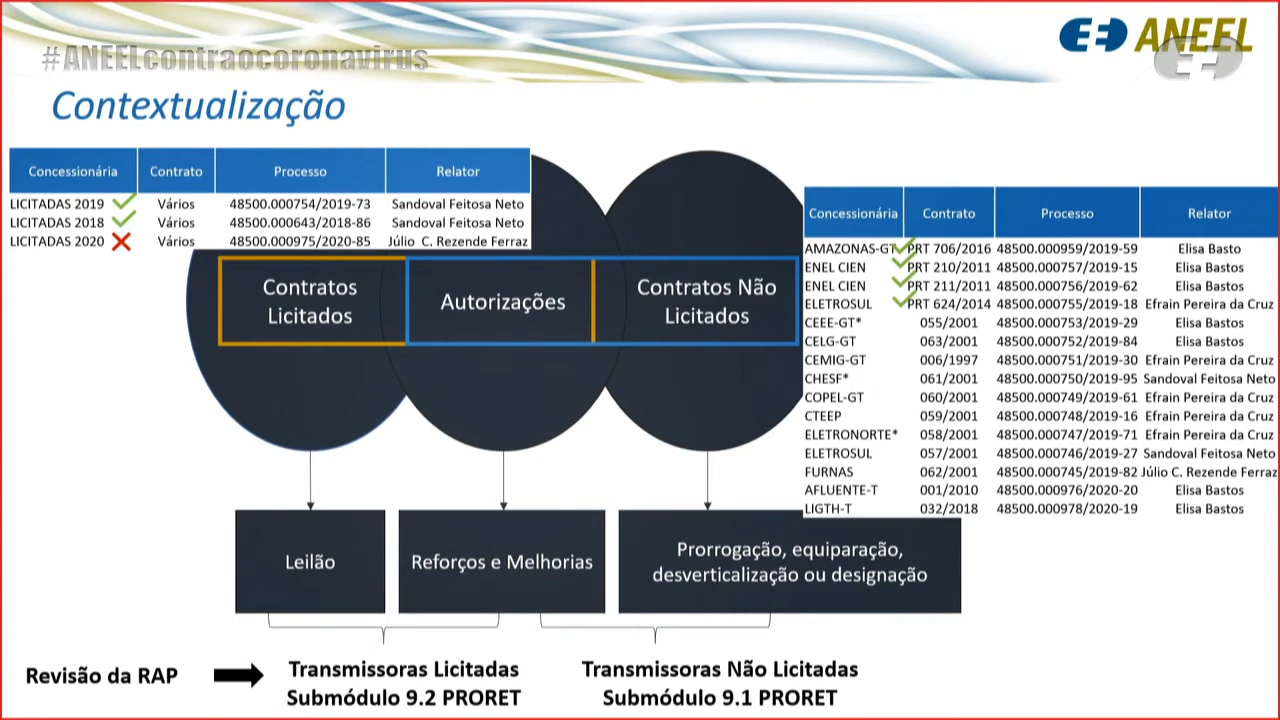 #ANEELcontraocoronavirus
ANEEL
Contextualização
Concessionária Contrato Processo Relator
LICITADAS 2019 Vários 48500.000754/2019-73 Sandoval Feitosa Neto
LICITADAS 2018 Vários 48500.000643/2018-86 Sandoval Feitosa Neto
LICITADAS 2020 Vários 48500.000975/2020-85 Júlio C. Rezende Ferraz
Concessionária Contrato Processo Relator
AMAZONAS-GT PRT 706/2016 48500.000959/2019-59 Elisa Basto
ENEL CIEN PRT 210/2011 48500.000757/2019-15 Elisa Bastos
ENEL CIEN PRT 211/2011 48500.000756/2019-62 Elisa Bastos
ELETROSUL PRT 624/2014 48500.000755/2019-18 Efrain Pereira da Cruz
CEEE-GT* 055/2001 48500.000753/2019-29 Elisa Bastos
CELG-GT 063/2001 48500.000752/2019-84 Elisa Bastos
CEMIG-GT 006/1997 48500.000751/2019-30 Efrain Pereira da Cruz
CHESF* 061/2001 48500.000750/2019-95 Sandoval Feitosa Neto
COPEL-GT 060/2001 48500.000749/2019-61 Efrain Pereira da Cruz
CTEEP 059/2001 48500.000748/2019-16 Efrain Pereira da Cruz
ELETRONORTE* 058/2001 48500.000747/2019-71 Efrain Pereira da Cruz
ELETROSUL 057/2001 48500.000746/2019-27 Sandoval Feitosa Neto
FURNAS 062/2001 48500.000745/2019-82 Júlio C. Rezende Ferraz
AFLUENTE-T 001/2010 48500.000976/2020-20 Elisa Bastos
LIGTH-T 032/2018 48500.000978/2020-19 Elisa Bastos
Contratos
Licitados
Autorizações
Contratos Não
Licitados
Leilão
Reforços e Melhorias
Prorrogação, equiparação,
desverticalização ou designação
Revisão da RAP
Transmissoras Licitadas
Submódulo 9.2 PRORET
Transmissoras Não Licitadas
Submódulo 9.1 PRORET